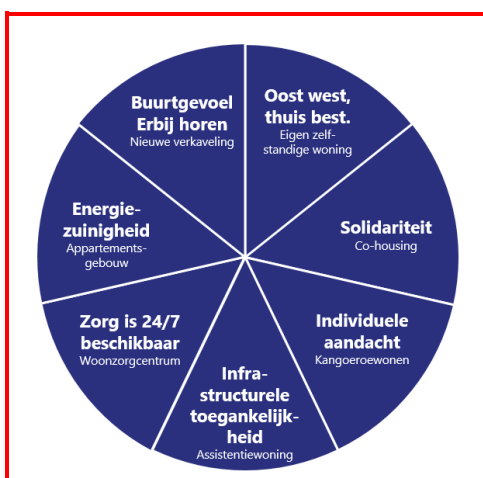 Buurtgevoel
Erbij horen
Nieuwe verkaveling
Oost west,
thuis best.
Eigen zelf-
standige woning
Solidariteit
Co-housing
Individuele
aandacht
Kangoeroewonen
Infra-
structurele
toegankelijk-
heid
Assistentiewoning
Zorg is 24/7
beschikbaar
Woonzorgcentrum
Energie-
zuinigheid
Appartements-
gebouw